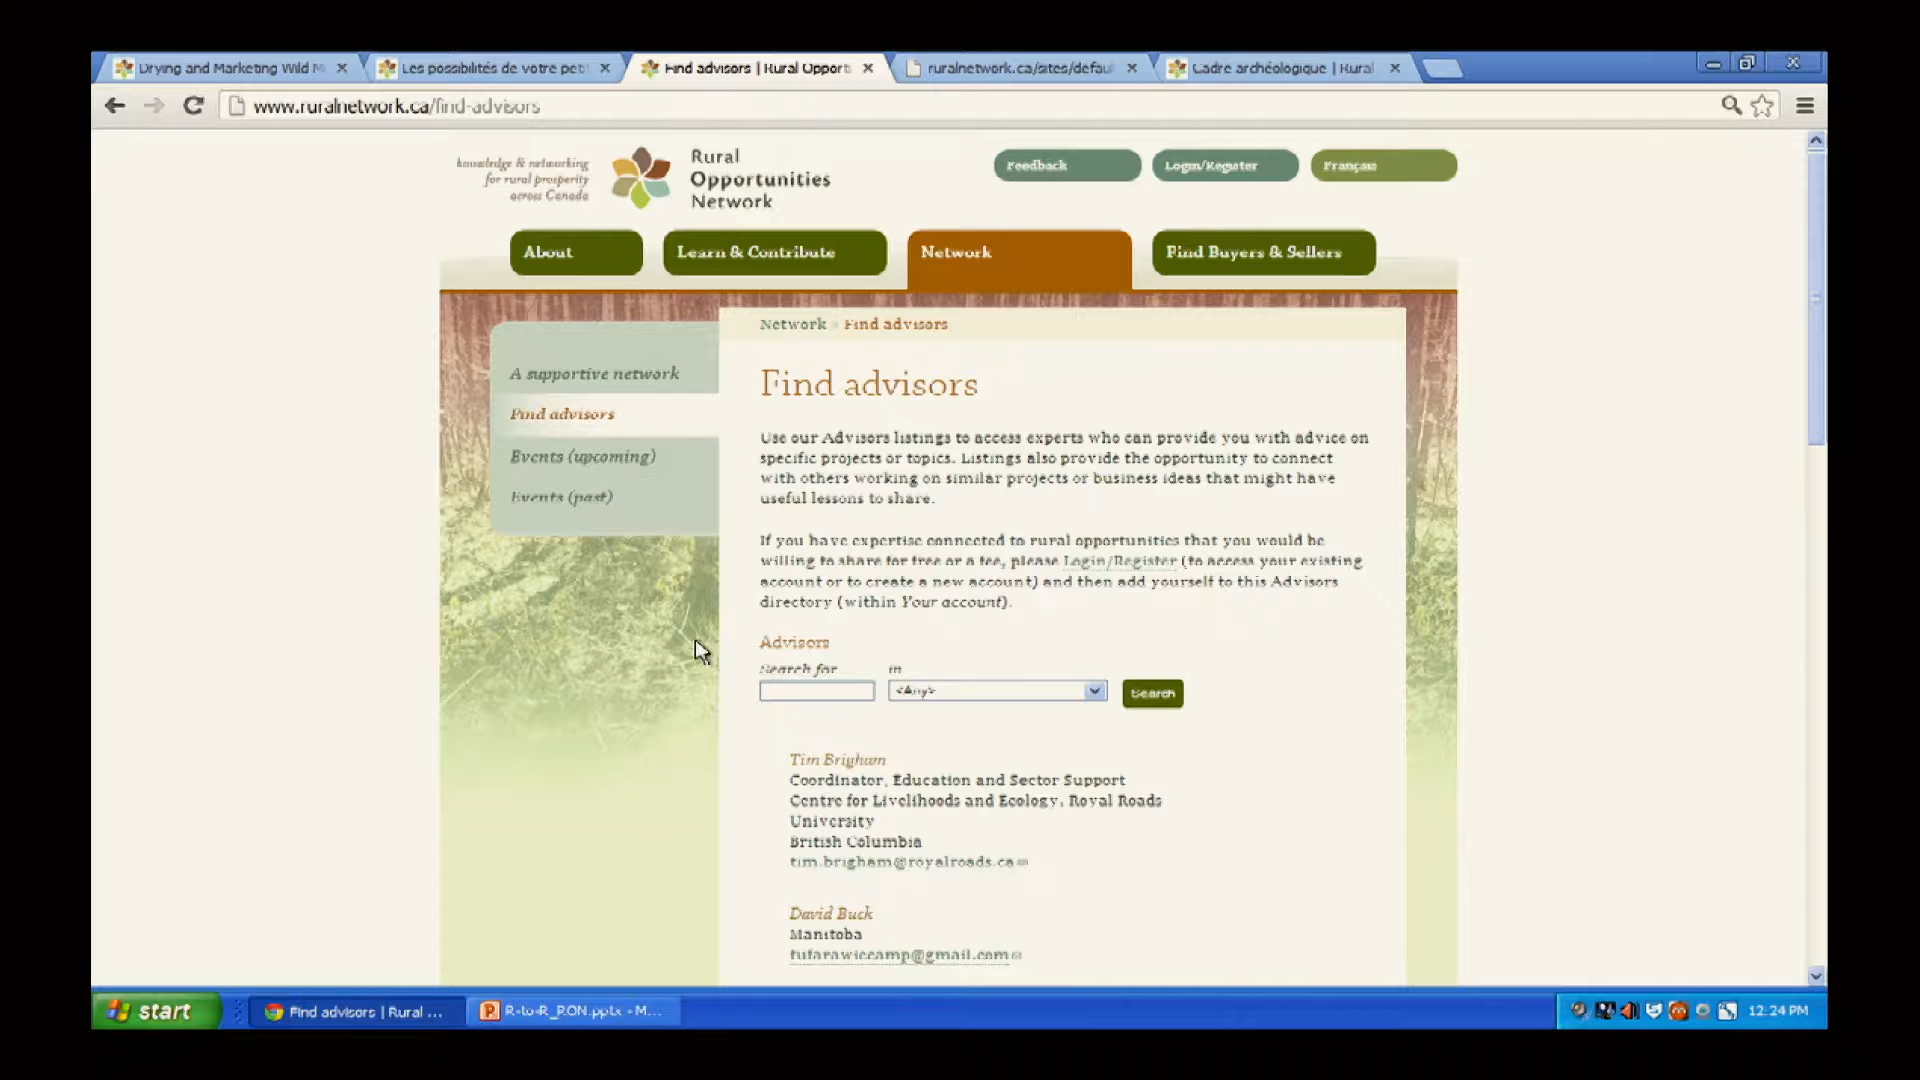 Drying and Marketing Wild M
Les possibilités de votre peti
Find advisors | Rural Opport
ruralnetwork.ca/sites/defau
Cadre archéologique | Rural
www.ruralnetwork.ca/find-advisors
knowledge & networking
for rural prosperity
across Canada
Rural
Opportunities
Network
Feedback
Login/Register
Français
About
Learn & Contribute
Network
Find Buyers & Sellers
Network » Find advisors
A supportive network
Find advisors
Events (upcoming)
Events (past)
Find advisors
Use our Advisors listings to access experts who can provide you with advice on
specific projects or topics. Listings also provide the opportunity to connect
with others working on similar projects or business ideas that might have
useful lessons to share.
If you have expertise connected to rural opportunities that you would be
willing to share for free or a fee, please Login/Register (to access your existing
account or to create a new account) and then add yourself to this Advisors
directory (within Your account).
Advisors
Search for in
<Any>
Search
Tim Brigham
Coordinator, Education and Sector Support
Centre for Livelihoods and Ecology, Royal Roads
University
British Columbia
tim.brigham@royalroads.ca
David Buck
Manitoba
tufarawiccamp@gmail.com
start
Find advisors | Rural ...
R-to-R_RON.pptx - M...
12:24 PM